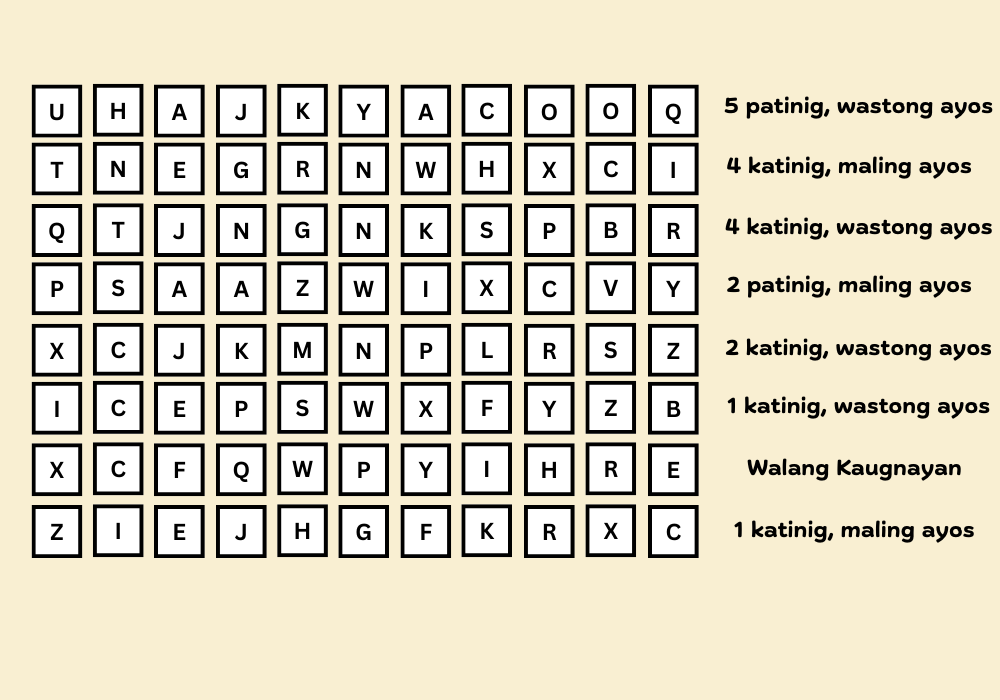 U H A J K Y A C O O Q 5 patinig, wastong ayos
T N E G R N W H X C I 4 katinig, maling ayos
Q T J N G N K S P B R 4 katinig, wastong ayos
P S A A Z W I X C V Y 2 patinig, maling ayos
X C J K M N P L R S Z 2 katinig, wastong ayos
I C E P S W X F Y Z B 1 katinig, wastong ayos
X C F Q W P Y I H R E Walang Kaugnayan
Z I E J H G F K R X C 1 katinig, maling ayos